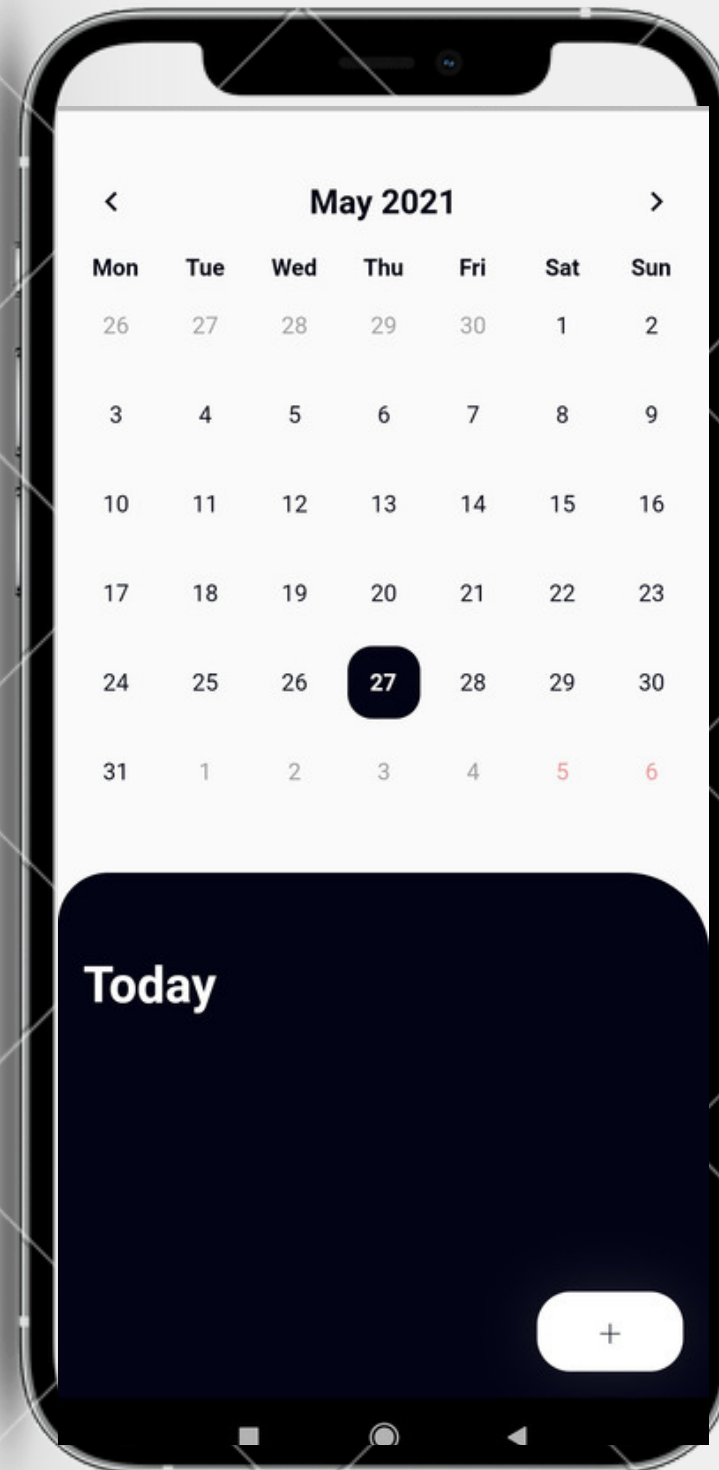 May 2021
Mon Tue Wed Thu Fri Sat Sun
26 27 28 29 30 1 2
3 4 5 6 7 8 9
10 11 12 13 14 15 16
17 18 19 20 21 22 23
24 25 26 27 28 29 30
31 1 2 3 4 5 6
Today
+